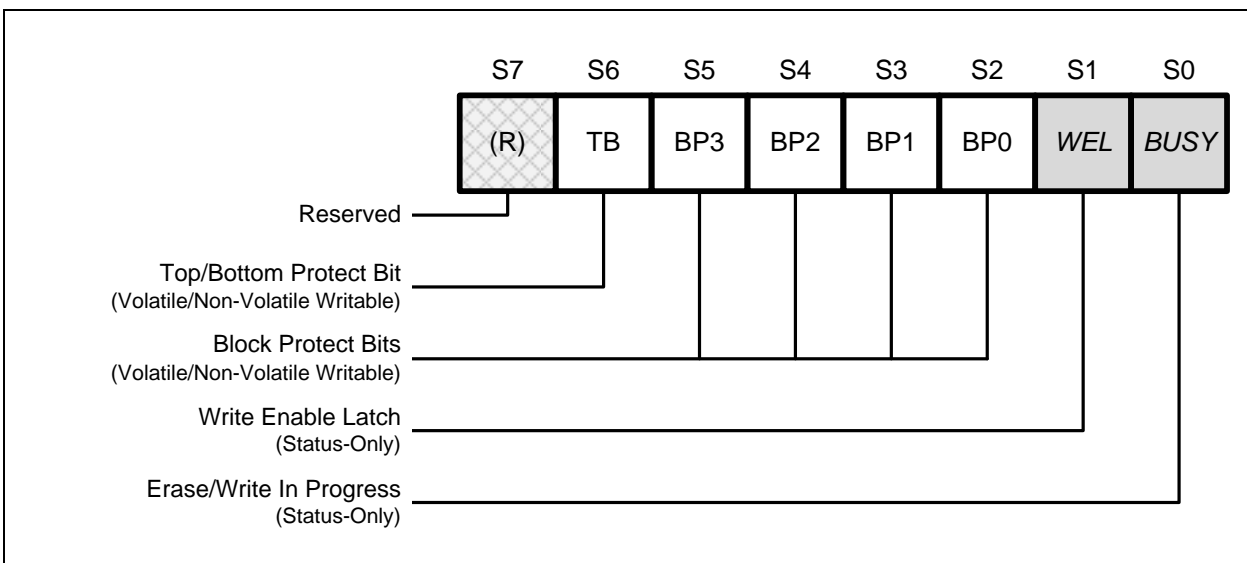 S7 S6 S5 S4 S3 S2 S1 S0
(R) TB BP3 BP2 BP1 BP0 WEL BUSY
Reserved
Top/Bottom Protect Bit
(Volatile/Non-Volatile Writable)
Block Protect Bits
(Volatile/Non-Volatile Writable)
Write Enable Latch
(Status-Only)
Erase/Write In Progress
(Status-Only)